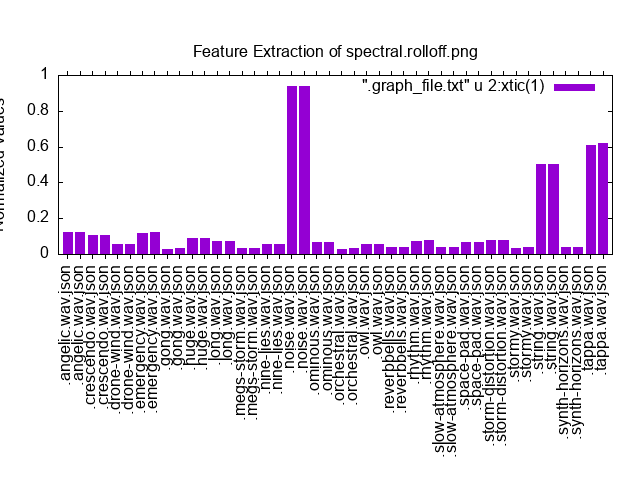 Feature Extraction of spectral.rolloff.png
".graph_file.txt" u 2:xtic(1)
Normalized Values
1
0.8
0.6
0.4
0.2
0
.angelic.wav.json
.angelic.wav.json
.crescendo.wav.json
.crescendo.wav.json
.drone-wind.wav.json
.drone-wind.wav.json
.emergency.wav.json
.emergency.wav.json
.gong.wav.json
.gong.wav.json
.huge.wav.json
.huge.wav.json
.long.wav.json
.long.wav.json
.megs-storm.wav.json
.megs-storm.wav.json
.nine-lies.wav.json
.nine-lies.wav.json
.noise.wav.json
.noise.wav.json
.ominous.wav.json
.ominous.wav.json
.orchestral.wav.json
.orchestral.wav.json
.owl.wav.json
.owl.wav.json
.reverbbells.wav.json
.reverbbells.wav.json
.rhythm.wav.json
.rhythm.wav.json
.slow-atmosphere.wav.json
.slow-atmosphere.wav.json
.space-pad.wav.json
.space-pad.wav.json
.storm-distortion.wav.json
.storm-distortion.wav.json
.stormy.wav.json
.stormy.wav.json
.string.wav.json
.string.wav.json
.synth-horizons.wav.json
.synth-horizons.wav.json
.tappa.wav.json
.tappa.wav.json